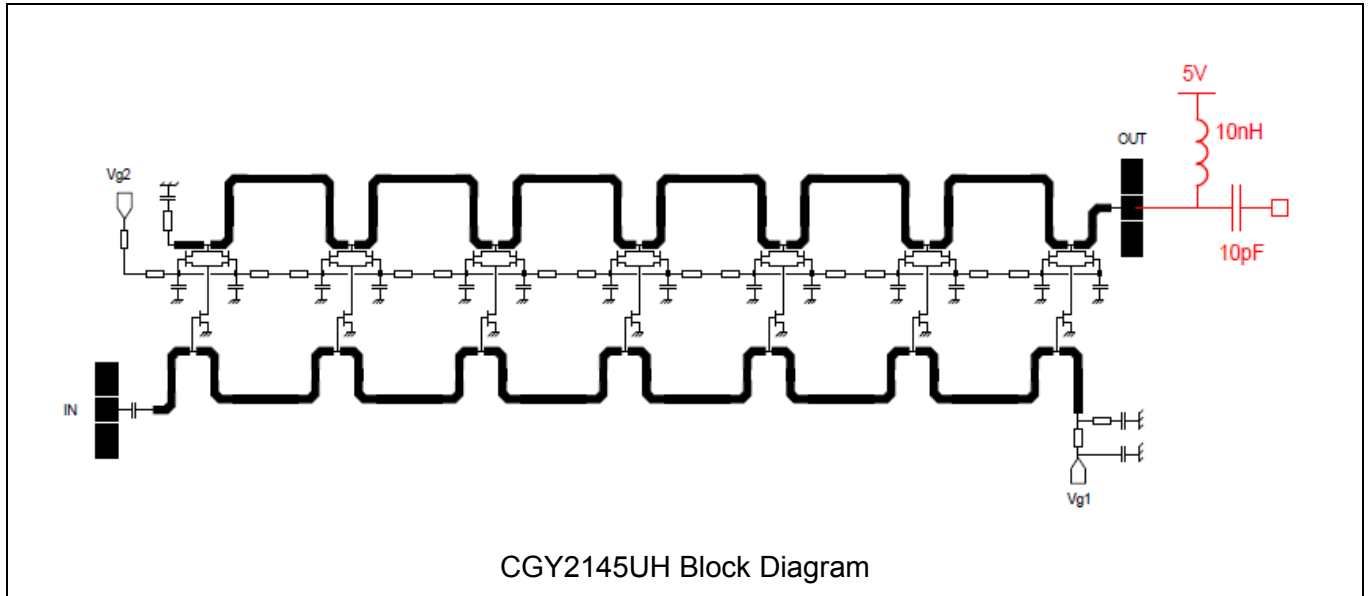 5V
10nH
OUT
Vg2
10pF
IN
Vg1
CGY2145UH Block Diagram